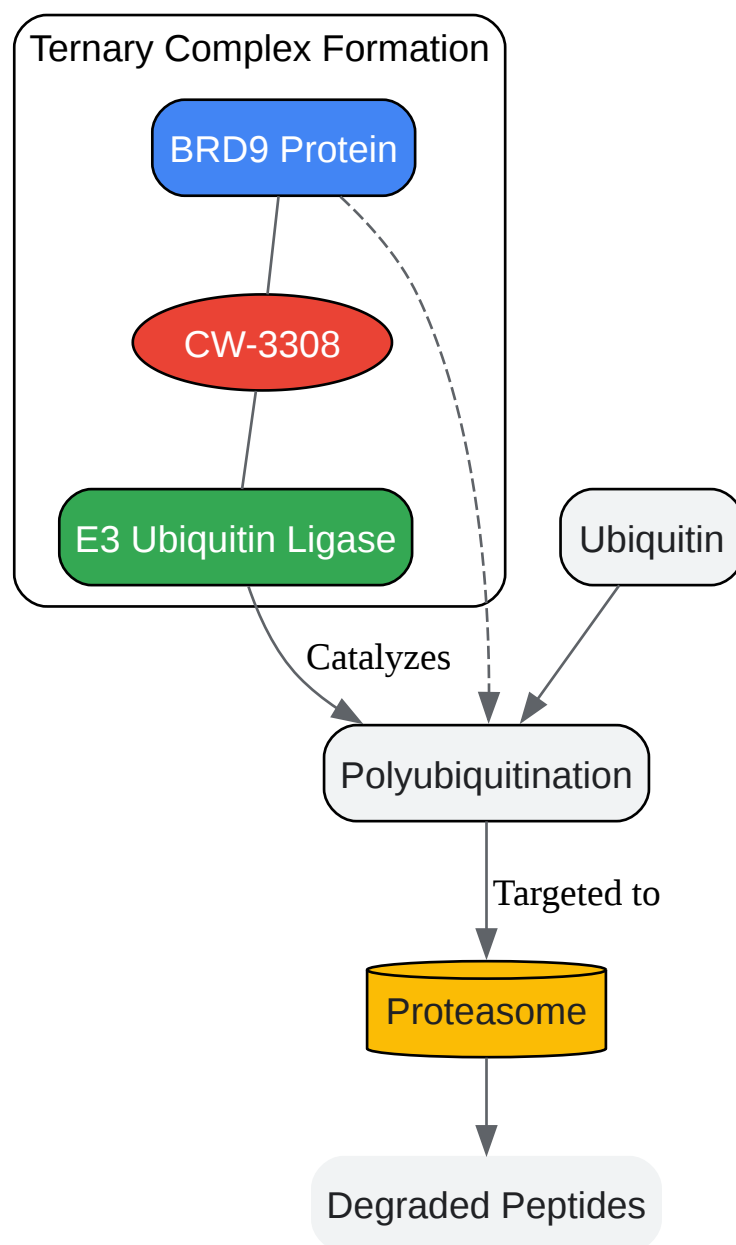 Ternary Complex Formation
BRD9 Protein
CW-3308
E3 Ubiquitin Ligase
Ubiquitin
Catalyzes
Polyubiquitination
Targeted to
Proteasome
Degraded Peptides